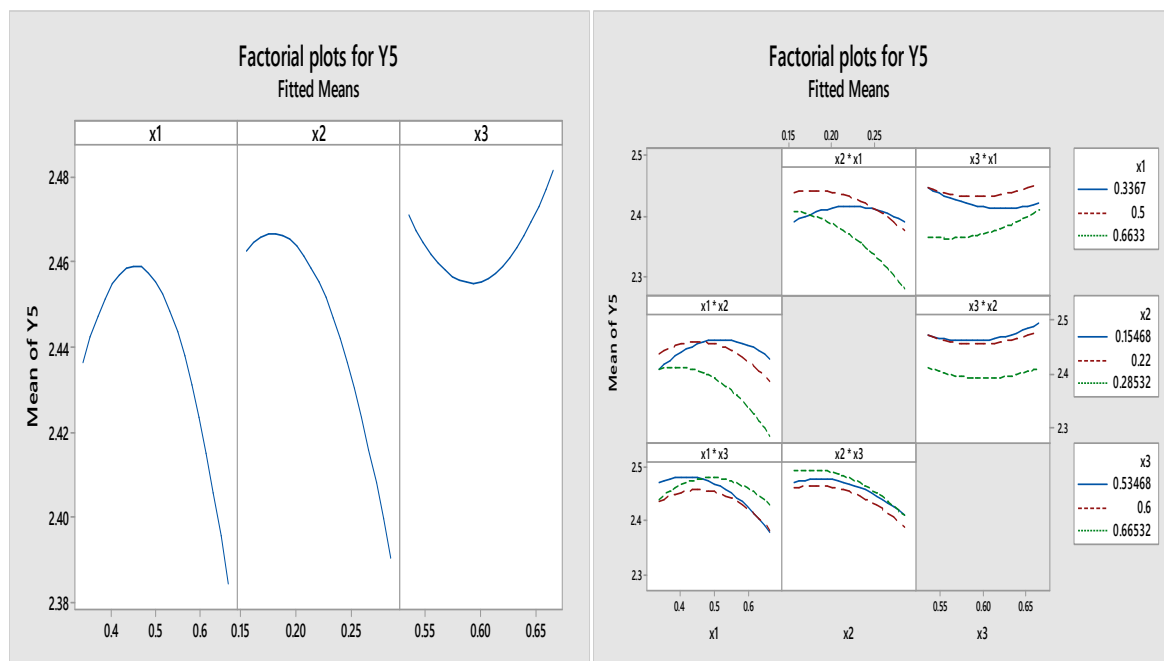 Factorial plots for Y5
Fitted Means
x1 x2 x3
2.48
2.46
2.44
2.42
2.40
2.38
Mean of Y5
0.4 0.5 0.6 0.15 0.20 0.25 0.55 0.60 0.65
Factorial plots for Y5
Fitted Means
0.15 0.20 0.25
x2 * x1 x3 * x1
2.5
2.4
2.3
x1
0.3367
0.5
0.6633
Mean of Y5
x1 * x2 x3 * x2
2.5
2.4
2.3
x2
0.15468
0.22
0.28532
x1 * x3 x2 * x3
2.5
2.4
2.3
x3
0.53468
0.6
0.66532
0.4 0.5 0.6 0.55 0.60 0.65
x1 x2 x3